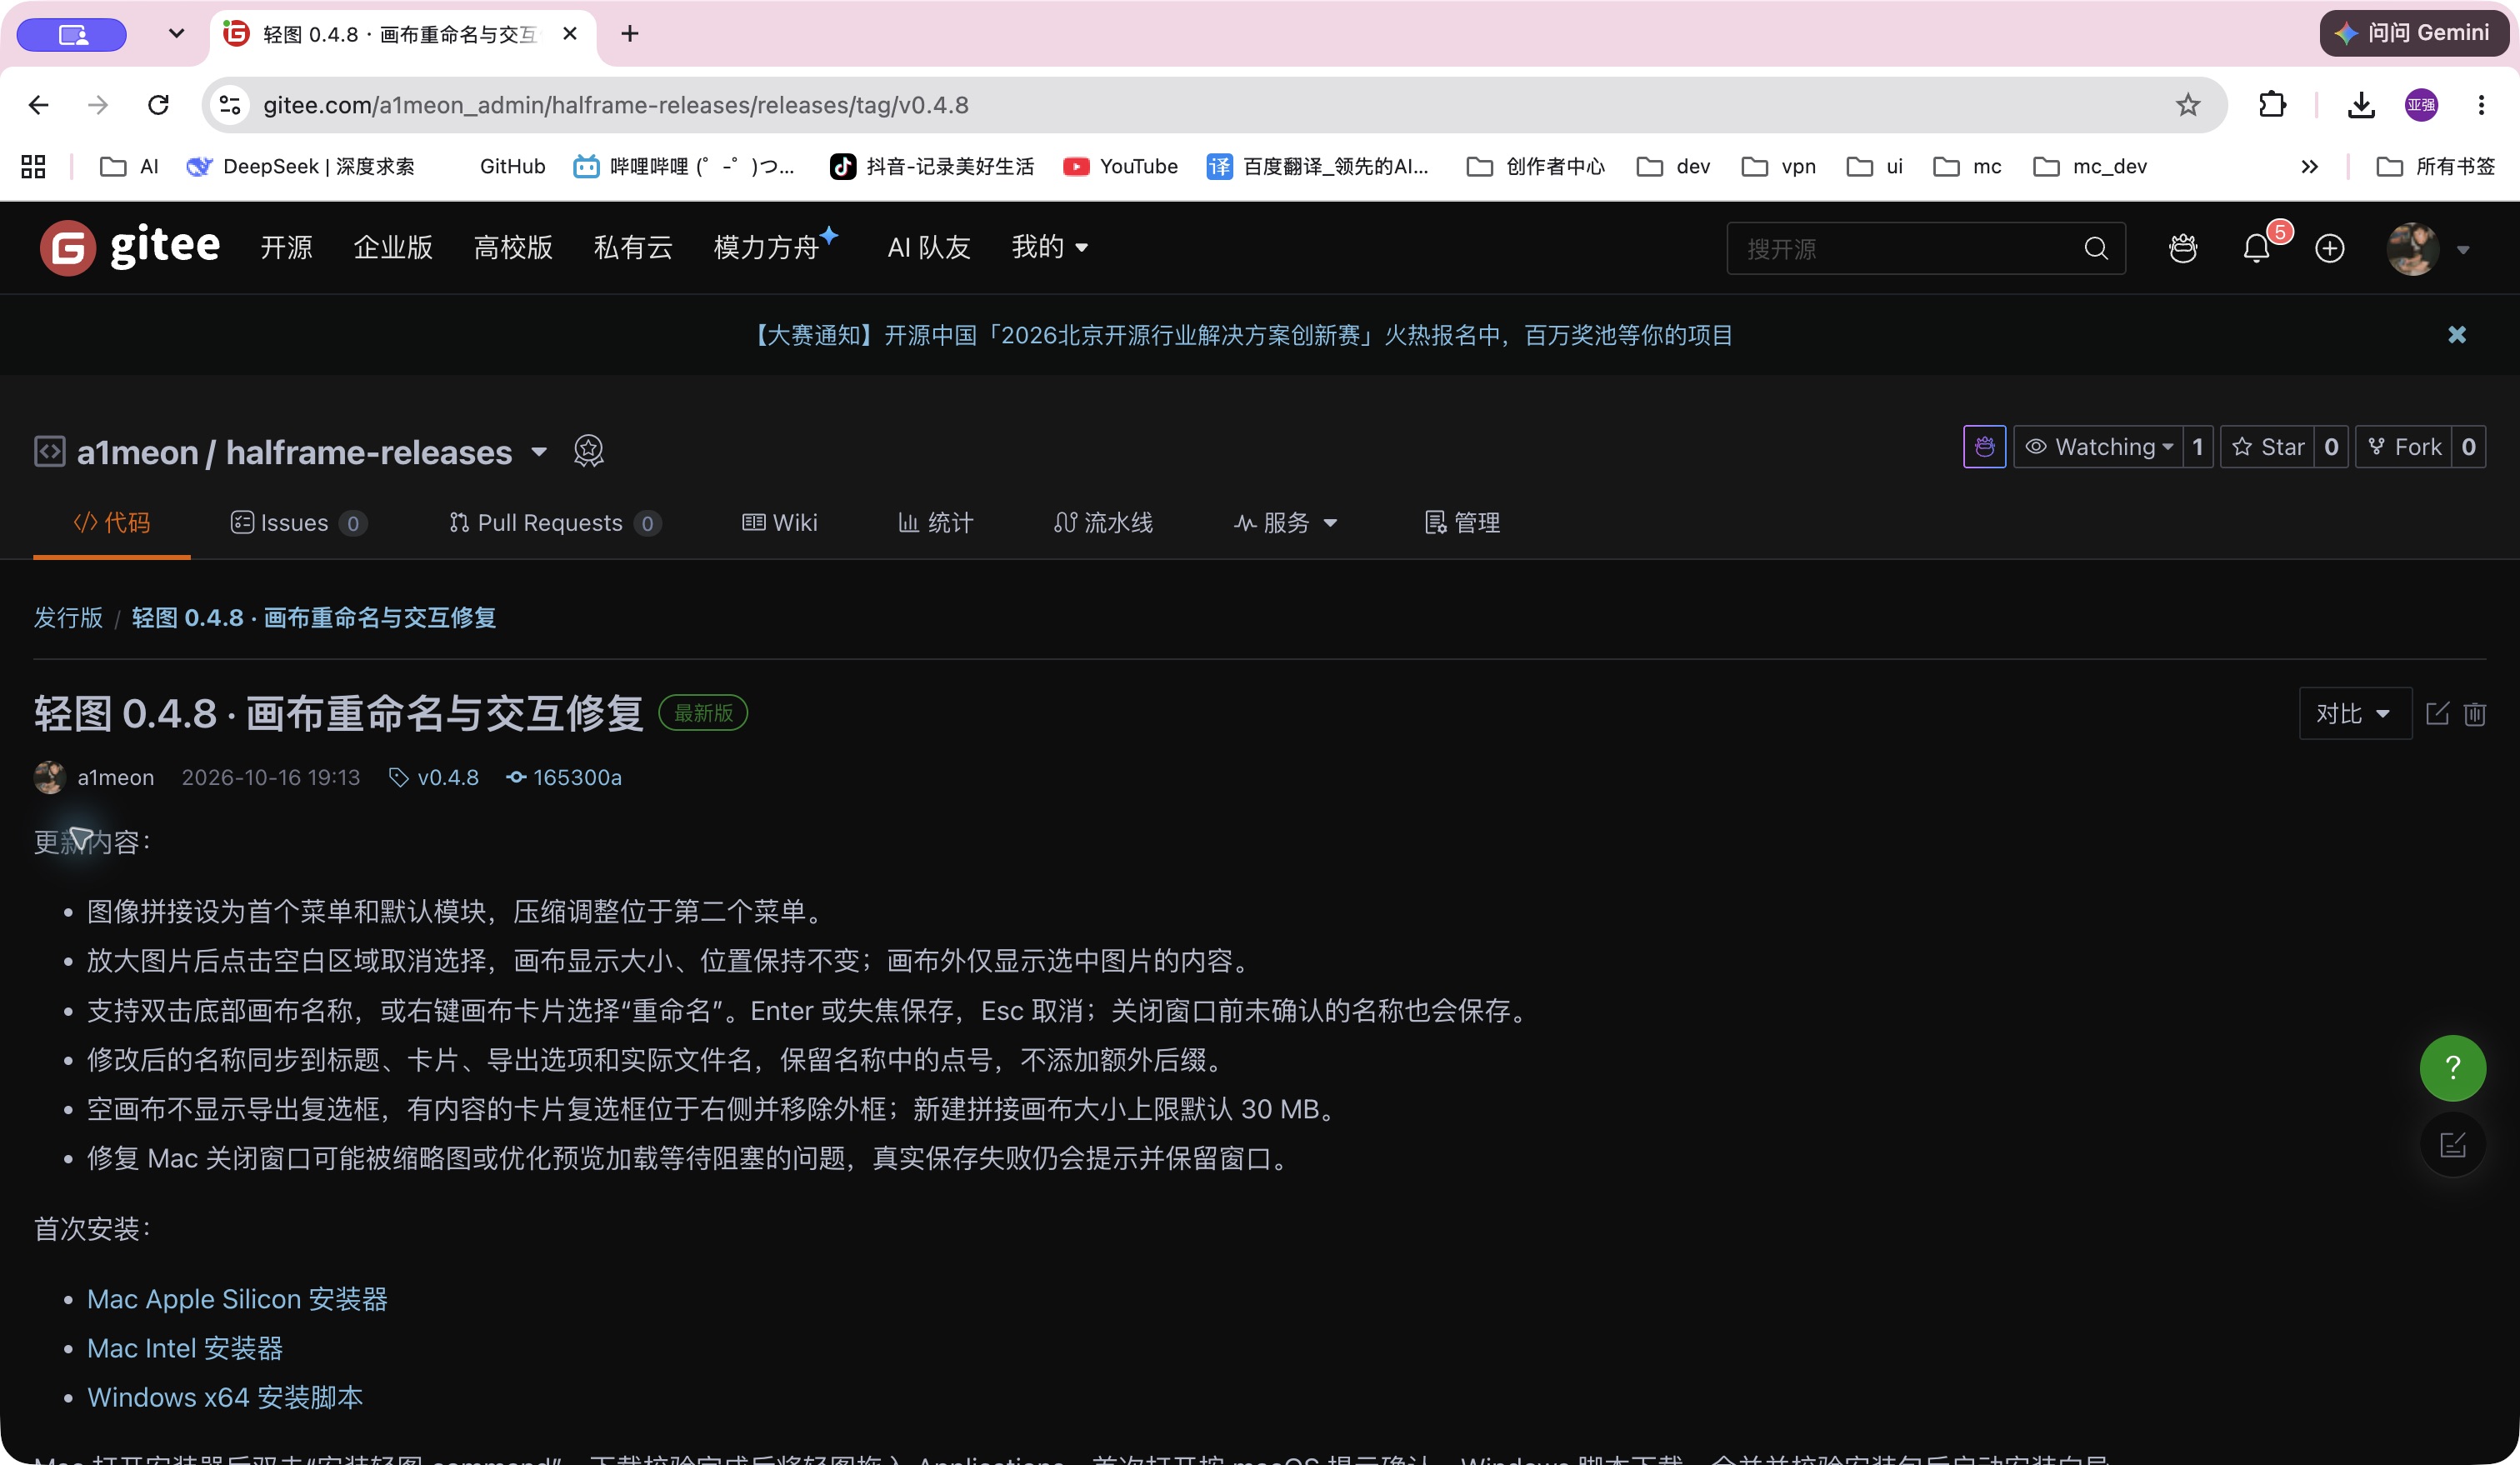 轻图 0.4.8 · 画布重命名与交互
问问 Gemini
gitee.com/a1meon_admin/halframe-releases/releases/tag/v0.4.8
亚强
AI
DeepSeek | 深度求索
GitHub
哔哩哔哩 (゜-゜)つ...
抖音-记录美好生活
YouTube
译 百度翻译_领先的AI...
创作者中心
dev
vpn
ui
mc
mc_dev
所有书签
gitee
开源
企业版
高校版
私有云
模力方舟
AI 队友
我的
搜开源
5
【大赛通知】开源中国「2026北京开源行业解决方案创新赛」火热报名中，百万奖池等你的项目
a1meon / halframe-releases
Watching 1
Star 0
Fork 0
代码
Issues 0
Pull Requests 0
Wiki
统计
流水线
服务
管理
发行版 / 轻图 0.4.8 · 画布重命名与交互修复
轻图 0.4.8 · 画布重命名与交互修复 最新版
对比
a1meon 2026-10-16 19:13 v0.4.8 165300a
更新内容：
• 图像拼接设为首个菜单和默认模块，压缩调整位于第二个菜单。
• 放大图片后点击空白区域取消选择，画布显示大小、位置保持不变；画布外仅显示选中图片的内容。
• 支持双击底部画布名称，或右键画布卡片选择“重命名”。Enter 或失焦保存，Esc 取消；关闭窗口前未确认的名称也会保存。
• 修改后的名称同步到标题、卡片、导出选项和实际文件名，保留名称中的点号，不添加额外后缀。
• 空画布不显示导出复选框，有内容的卡片复选框位于右侧并移除外框；新建拼接画布大小上限默认 30 MB。
• 修复 Mac 关闭窗口可能被缩略图或优化预览加载等待阻塞的问题，真实保存失败仍会提示并保留窗口。
首次安装：
• Mac Apple Silicon 安装器
• Mac Intel 安装器
• Windows x64 安装脚本
?